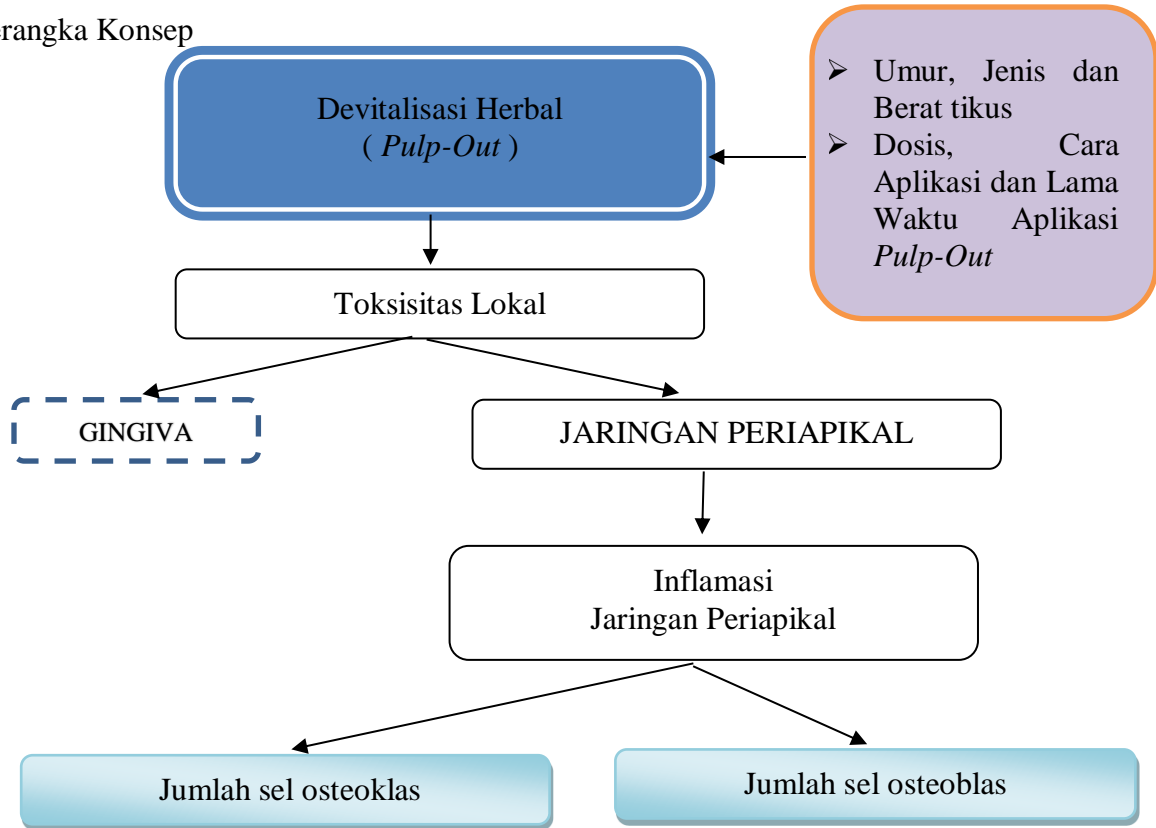 erangka Konsep
Devitalisasi Herbal
( Pulp-Out )
➢ Umur, Jenis dan
Berat tikus
➢ Dosis, Cara
Aplikasi dan Lama
Waktu Aplikasi
Pulp-Out
Toksisitas Lokal
GINGIVA
JARINGAN PERIAPIKAL
Inflamasi
Jaringan Periapikal
Jumlah sel osteoklas
Jumlah sel osteoblas